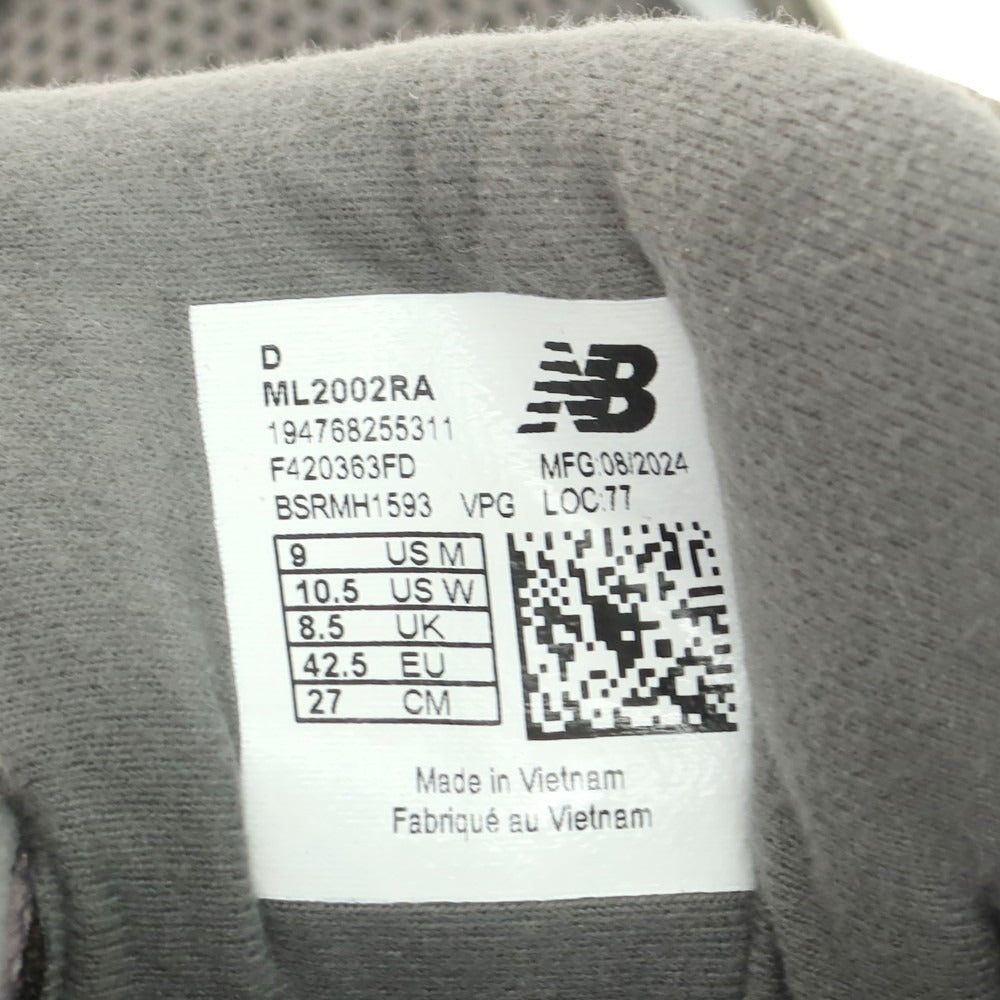 D
ML2002RA
NB
194768255311
F420363FD
MFG:08/2024
BSRMH1593 VPG LOC:77
9 US M
10.5 US W
8.5 UK
42.5 EU
27 CM
Made in Vietnam
Fabriqué au Vietnam